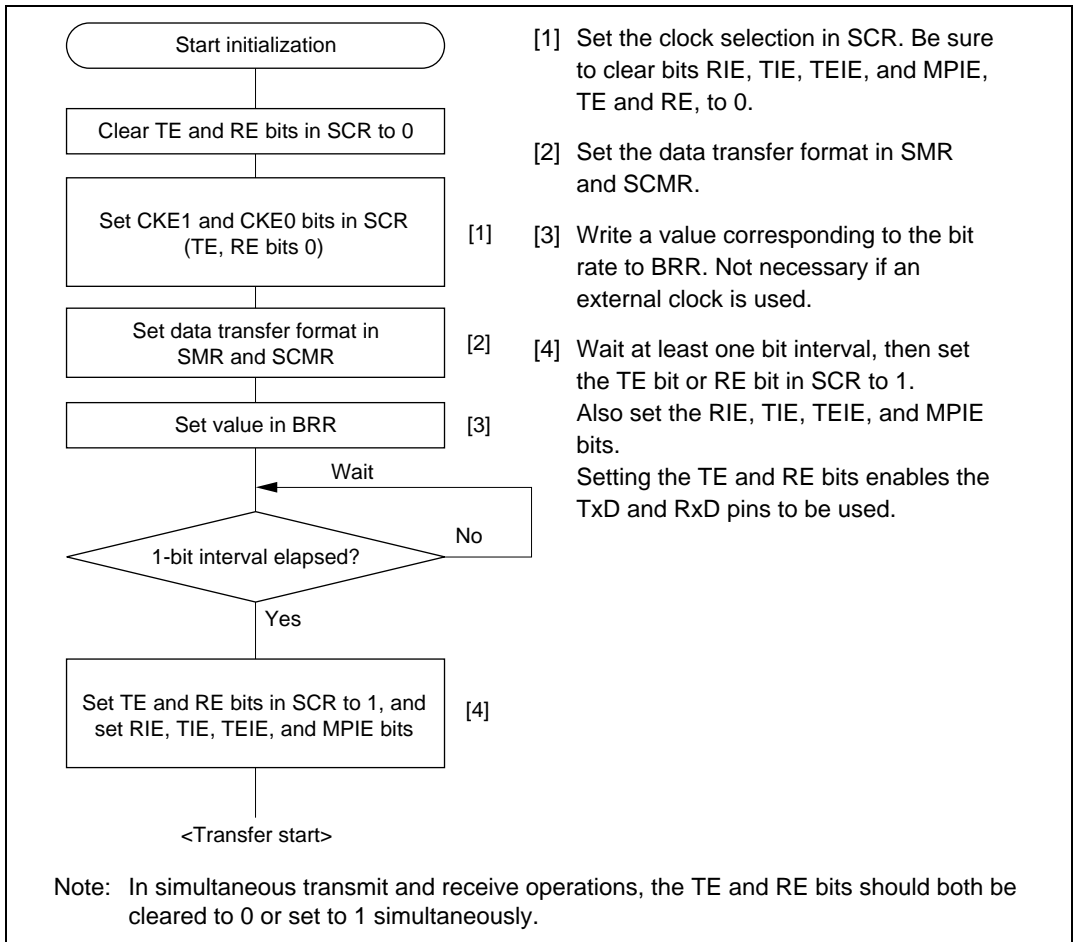 Start initialization
Clear TE and RE bits in SCR to 0
Set CKE1 and CKE0 bits in SCR
(TE, RE bits 0)
[1]
Set data transfer format in
SMR and SCMR
[2]
Set value in BRR
[3]
Wait
No
1-bit interval elapsed?
Yes
Set TE and RE bits in SCR to 1, and
set RIE, TIE, TEIE, and MPIE bits
[4]
<Transfer start>
[1] Set the clock selection in SCR. Be sure
to clear bits RIE, TIE, TEIE, and MPIE,
TE and RE, to 0.
[2] Set the data transfer format in SMR
and SCMR.
[3] Write a value corresponding to the bit
rate to BRR. Not necessary if an
external clock is used.
[4] Wait at least one bit interval, then set
the TE bit or RE bit in SCR to 1.
Also set the RIE, TIE, TEIE, and MPIE
bits.
Setting the TE and RE bits enables the
TxD and RxD pins to be used.
Note: In simultaneous transmit and receive operations, the TE and RE bits should both be
cleared to 0 or set to 1 simultaneously.